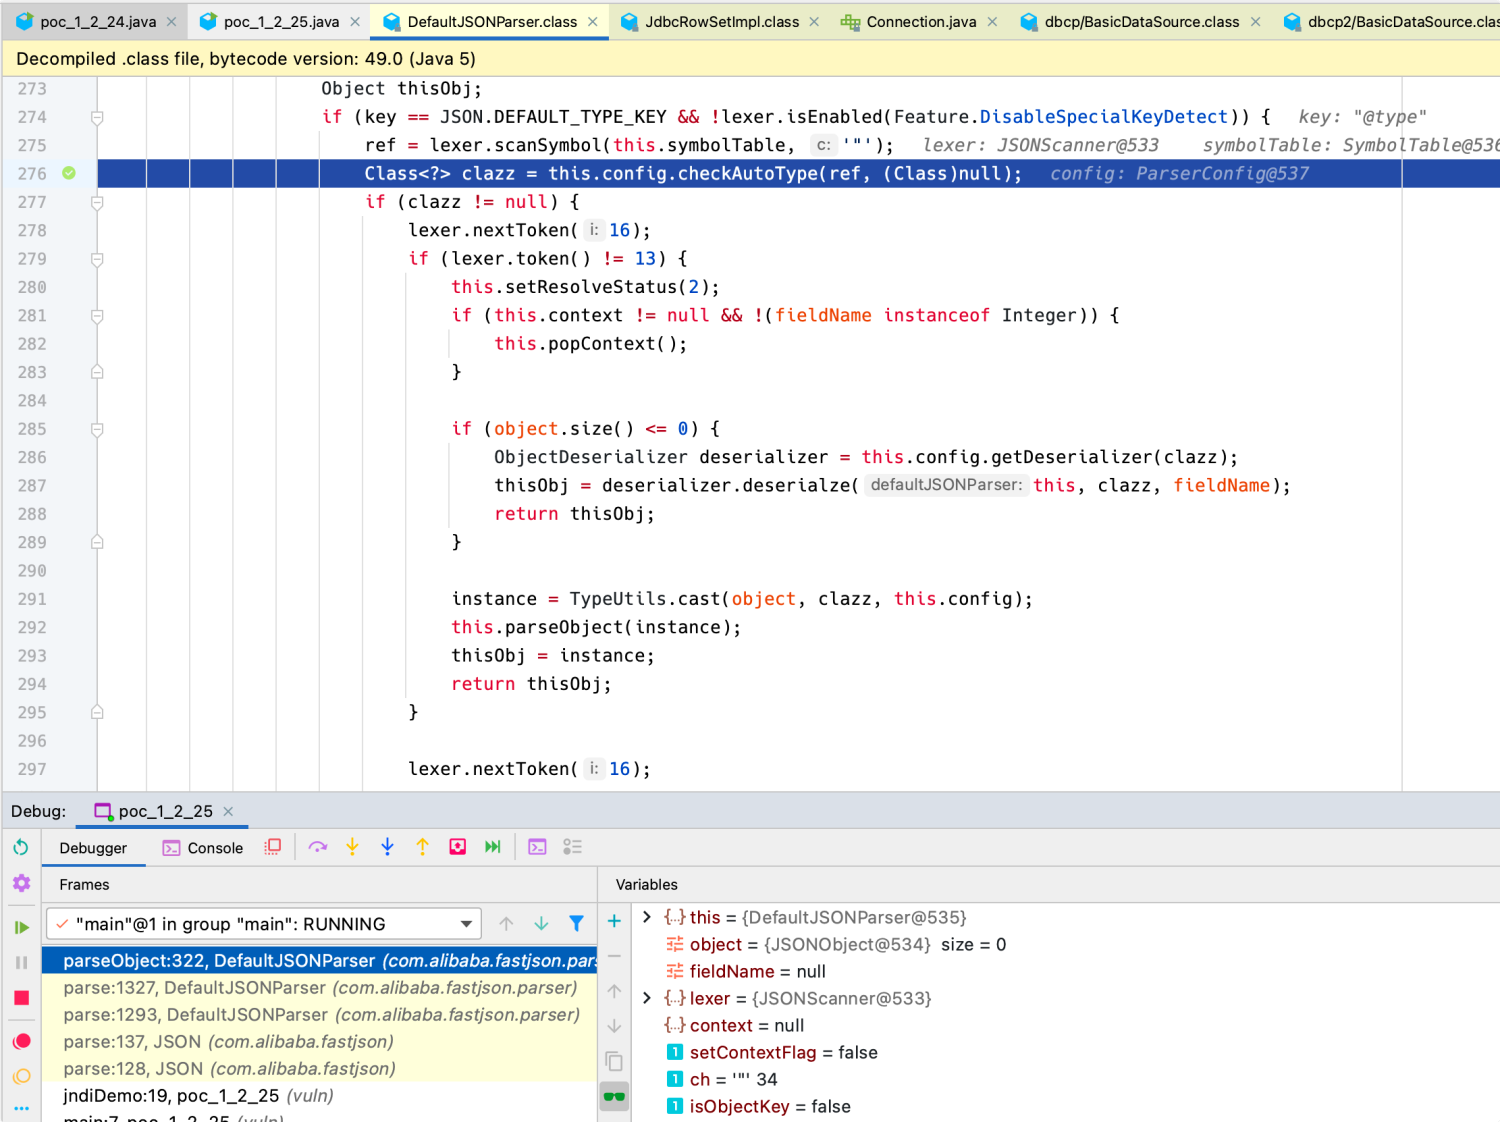 poc_1_2_24.java
poc_1_2_25.java
DefaultJSONParser.class
JdbcRowSetImpl.class
Connection.java
dbcp/BasicDataSource.class
dbcp2/BasicDataSource.clas
Decompiled .class file, bytecode version: 49.0 (Java 5)
273 Object thisObj;
274 if (key == JSON.DEFAULT_TYPE_KEY && !lexer.isEnabled(Feature.DisableSpecialKeyDetect)) { key: "@type"
275 ref = lexer.scanSymbol(this.symbolTable, c: '"'); lexer: JSONScanner@533 symbolTable: SymbolTable@536
276 Class<?> clazz = this.config.checkAutoType(ref, (Class)null); config: ParserConfig@537
277 if (clazz != null) {
278 lexer.nextToken( i: 16);
279 if (lexer.token() != 13) {
280 this.setResolveStatus(2);
281 if (this.context != null && !(fieldName instanceof Integer)) {
282 this.popContext();
283 }
284
285 if (object.size() <= 0) {
286 ObjectDeserializer deserializer = this.config.getDeserializer(clazz);
287 thisObj = deserializer.deserialze( defaultJSONParser: this, clazz, fieldName);
288 return thisObj;
289 }
290
291 instance = TypeUtils.cast(object, clazz, this.config);
292 this.parseObject(instance);
293 thisObj = instance;
294 return thisObj;
295 }
296
297 lexer.nextToken( i: 16);
Debug: poc_1_2_25
Debugger Console
Frames
Variables
"main"@1 in group "main": RUNNING
parseObject:322, DefaultJSONParser (com.alibaba.fastjson.pars
parse:1327, DefaultJSONParser (com.alibaba.fastjson.parser)
parse:1293, DefaultJSONParser (com.alibaba.fastjson.parser)
parse:137, JSON (com.alibaba.fastjson)
parse:128, JSON (com.alibaba.fastjson)
jndiDemo:19, poc_1_2_25 (vuln)
main:7, poc_1_2_25 (vuln)
this = {DefaultJSONParser@535}
object = {JSONObject@534} size = 0
fieldName = null
lexer = {JSONScanner@533}
context = null
setContextFlag = false
ch = '"' 34
isObjectKey = false